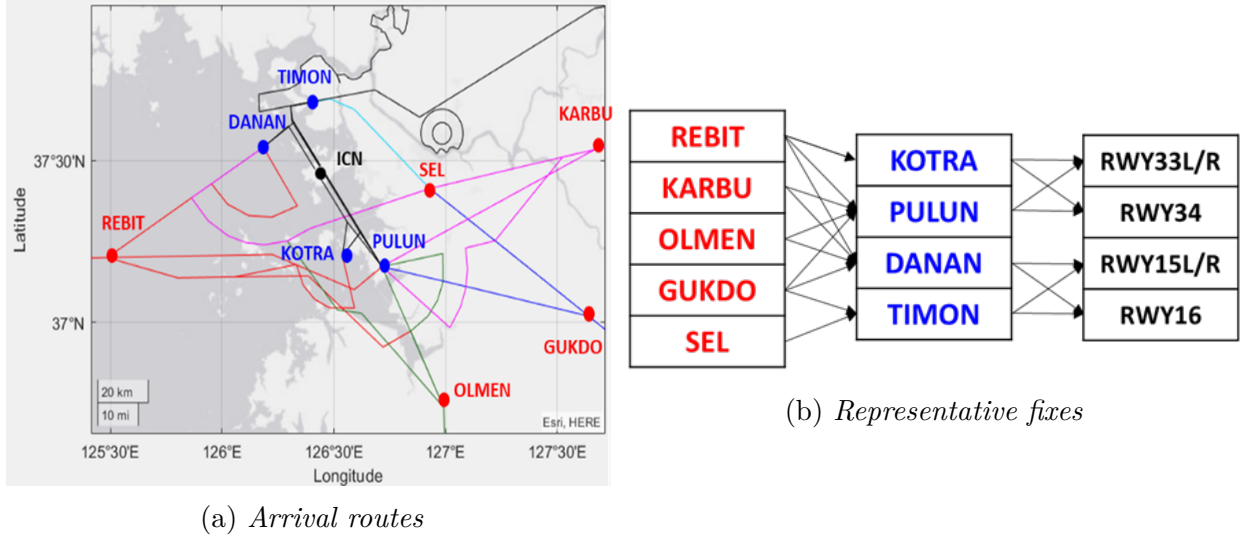 TIMON
DANAN
KARBU
ICN
37°30'N
SEL
REBIT
PULUN
KOTRA
Latitude
37°N
GUKDO
OLMEN
20 km
10 mi
Esri, HERE
125°30'E
126°E
126°30'E
127°E
127°30'E
Longitude
(a) Arrival routes
REBIT
KARBU
OLMEN
GUKDO
SEL
KOTRA
PULUN
DANAN
TIMON
RWY33L/R
RWY34
RWY15L/R
RWY16
(b) Representative fixes